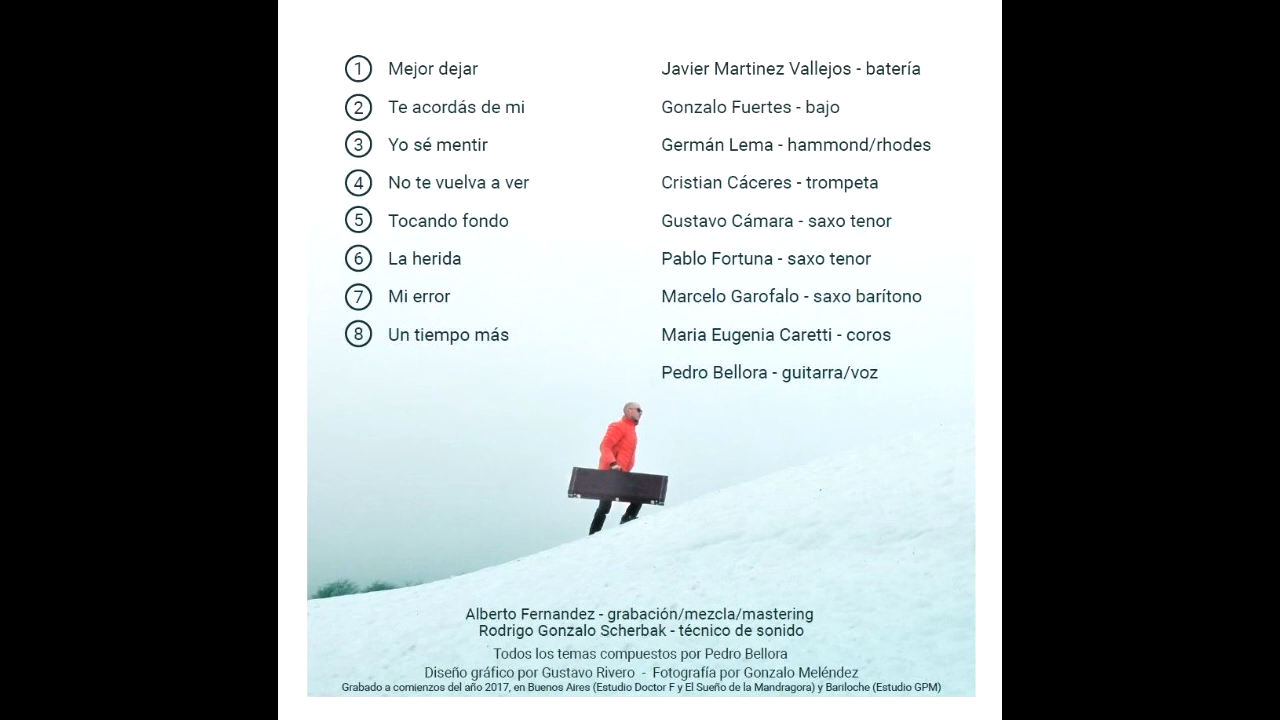 1 Mejor dejar
2 Te acordás de mi
3 Yo sé mentir
4 No te vuelva a ver
5 Tocando fondo
6 La herida
7 Mi error
8 Un tiempo más
Javier Martinez Vallejos - batería
Gonzalo Fuertes - bajo
Germán Lema - hammond/rhodes
Cristian Cáceres - trompeta
Gustavo Cámara - saxo tenor
Pablo Fortuna - saxo tenor
Marcelo Garofalo - saxo barítono
Maria Eugenia Caretti - coros
Pedro Bellora - guitarra/voz
Alberto Fernandez - grabación/mezcla/mastering
Rodrigo Gonzalo Scherbak - técnico de sonido
Todos los temas compuestos por Pedro Bellora
Diseño gráfico por Gustavo Rivero - Fotografía por Gonzalo Meléndez
Grabado a comienzos del año 2017, en Buenos Aires (Estudio Doctor F y El Sueño de la Mandragora) y Bariloche (Estudio GPM)